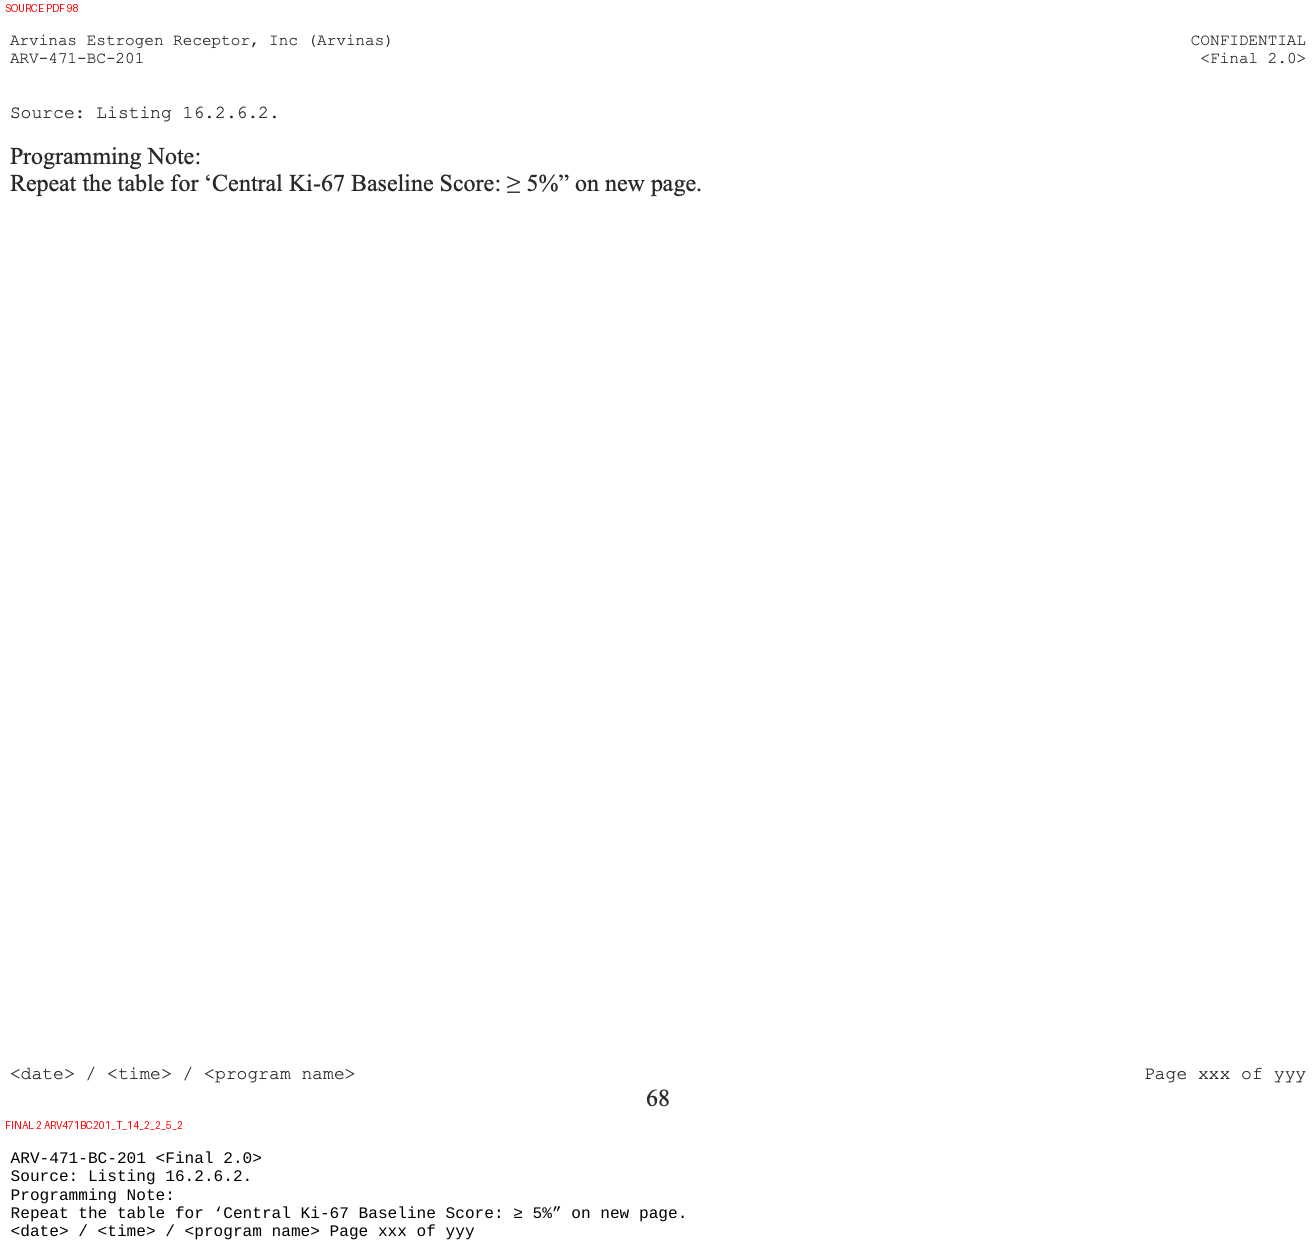 SOURCE PDF 98
Arvinas Estrogen Receptor, Inc (Arvinas) CONFIDENTIAL
ARV-471-BC-201 <Final 2.0>
Source: Listing 16.2.6.2.
Programming Note:
Repeat the table for ‘Central Ki-67 Baseline Score: ≥ 5%” on new page.
<date> / <time> / <program name> Page xxx of yyy
68
FINAL 2 ARV471BC201_T_14_2_2_5_2
ARV-471-BC-201 <Final 2.0>
Source: Listing 16.2.6.2.
Programming Note:
Repeat the table for ‘Central Ki-67 Baseline Score: ≥ 5%” on new page.
<date> / <time> / <program name> Page xxx of yyy